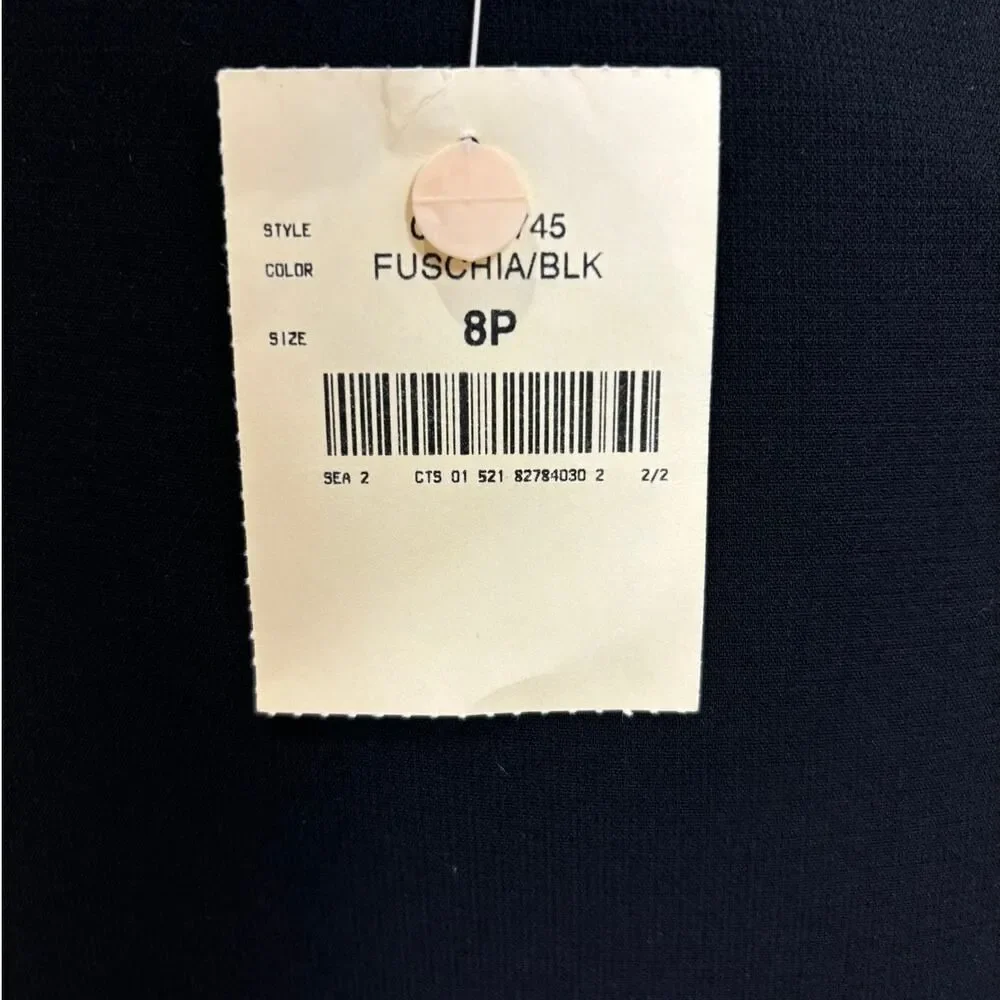 STYLE /45
COLOR FUSCHIA/BLK
SIZE 8P
SEA 2 CTS 01 521 82784030 2 2/2